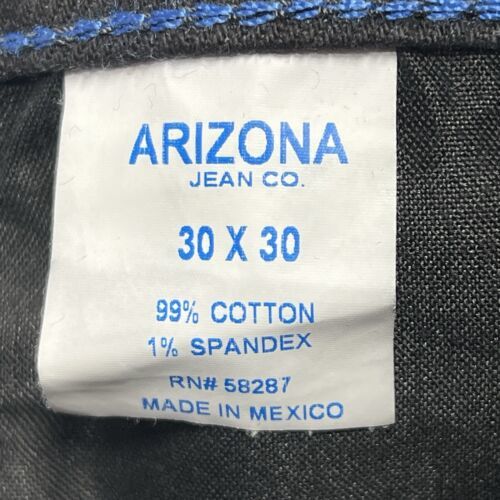 ARIZONA
JEAN CO.
30 X 30
99% COTTON
1% SPANDEX
RN# 58287
MADE IN MEXICO